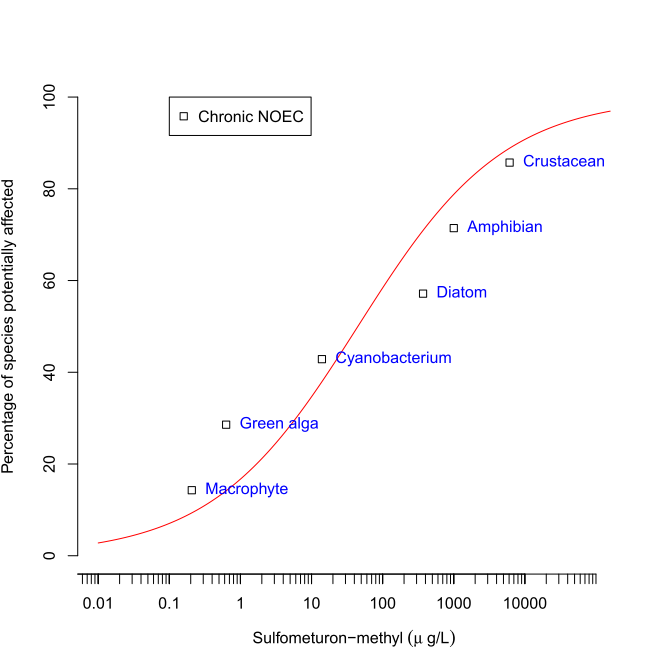 Chronic NOEC
Percentage of species potentially affected
100
80
60
40
20
0
Crustacean
Amphibian
Diatom
Cyanobacterium
Green alga
Macrophyte
0.01 0.1 1 10 100 1000 10000
Sulfometuron−methyl (μ g/L)